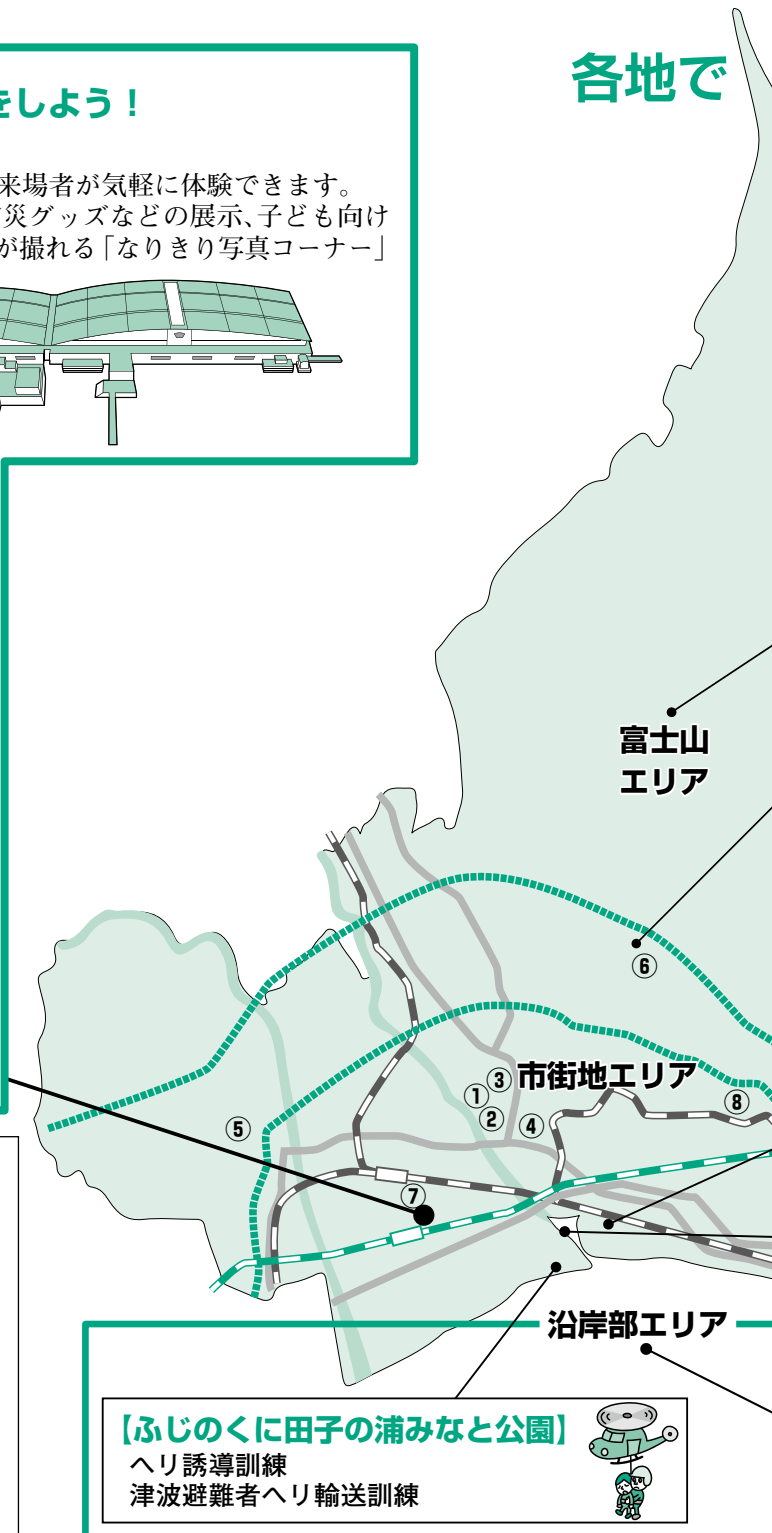 をしよう！
来場者が気軽に体験できます。
災グッズなどの展示、子ども向け
が撮れる「なりきり写真コーナー」
各地で
富士山
エリア
⑥
③
市街地エリア
①
②
④
⑧
⑤
⑦
沿岸部エリア
【ふじのくに田子の浦みなと公園】
ヘリ誘導訓練
津波避難者ヘリ輸送訓練